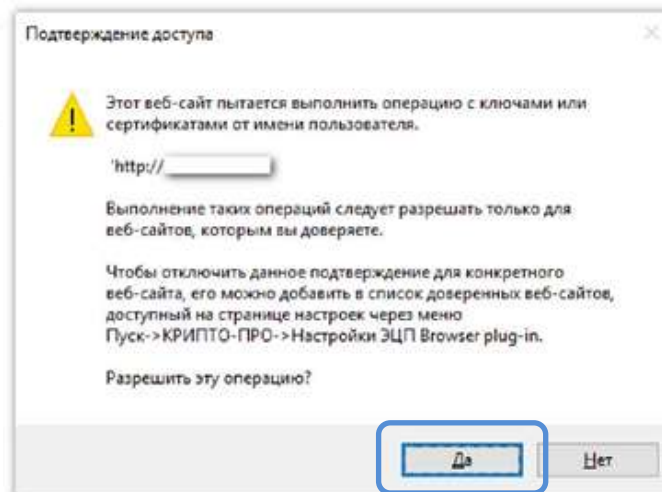 Подтверждение доступа
Этот веб-сайт пытается выполнить операцию с ключами или
сертификатами от имени пользователя.
'http://
Выполнение таких операций следует разрешать только для
веб-сайтов, которым вы доверяете.
Чтобы отключить данное подтверждение для конкретного
веб-сайта, его можно добавить в список доверенных веб-сайтов,
доступный на странице настроек через меню
Пуск->КРИПТО-ПРО->Настройки ЭЦП Browser plug-in.
Разрешить эту операцию?
Да Нет